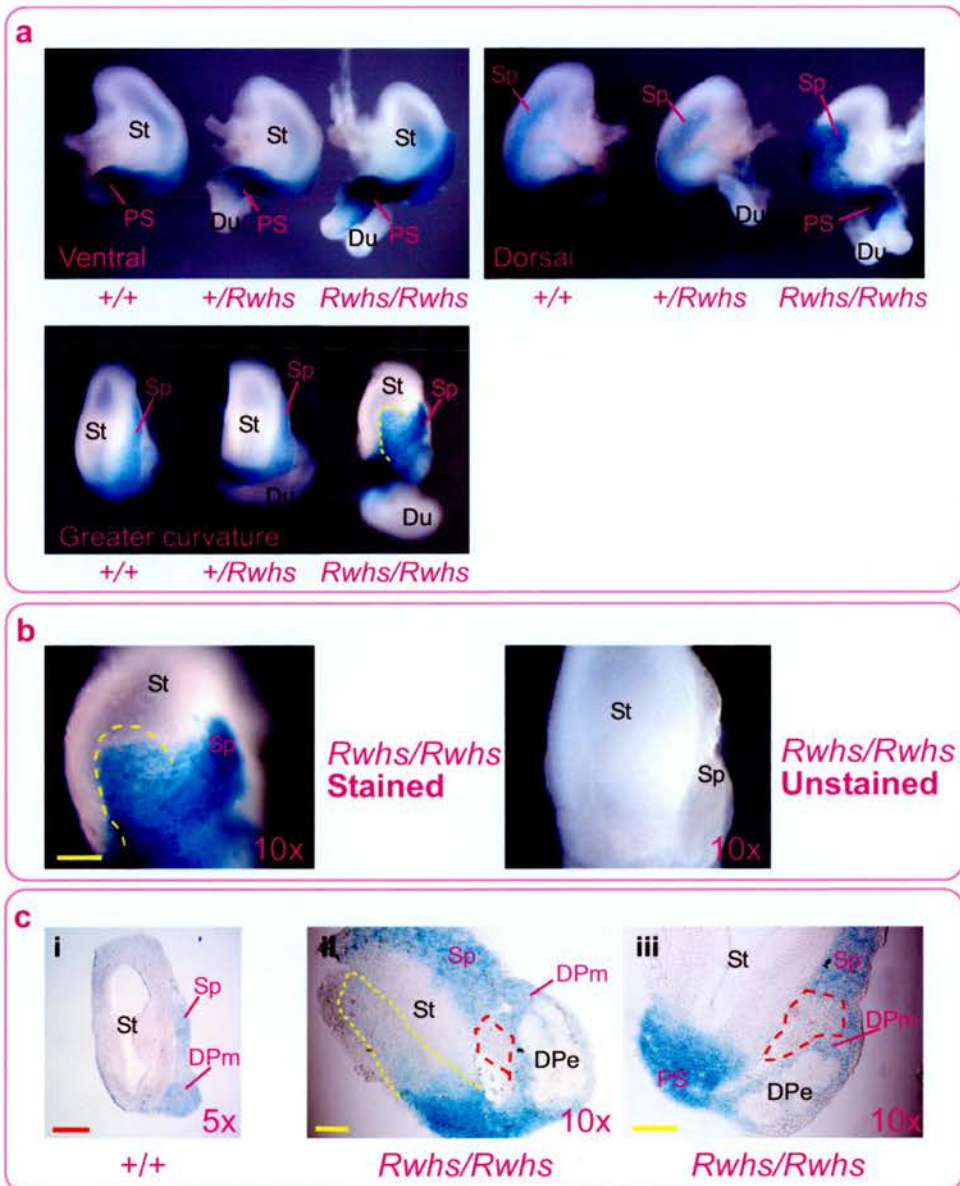 a
Sp
Sp
Sp
St
St
St
PS
Du
PS
Du
PS
Du
PS
Du
Ventral
Dorsal
+/+
+/Rwhs
Rwhs/Rwhs
+/+
+/Rwhs
Rwhs/Rwhs
Sp
St
Sp
St
Sp
St
Du
Du
Greater curvature
+/+
+/Rwhs
Rwhs/Rwhs
b
St
Sp
10x
Rwhs/Rwhs
Stained
St
Sp
10x
Rwhs/Rwhs
Unstained
c
i
St
Sp
DPm
5x
+/+
ii
Sp
DPm
St
DPe
10x
Rwhs/Rwhs
iii
St
Sp
DPm
PS
DPe
10x
Rwhs/Rwhs